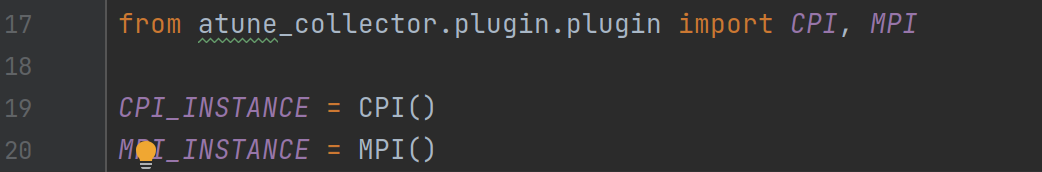 17 from atune_collector.plugin.plugin import CPI, MPI
18
19 CPI_INSTANCE = CPI()
20 MPI_INSTANCE = MPI()